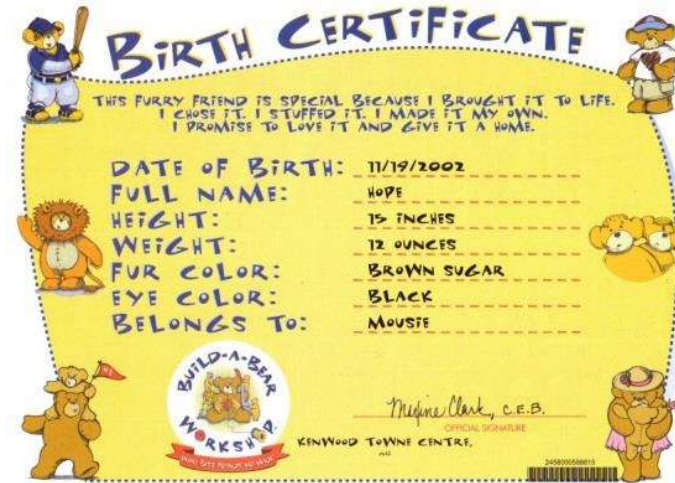 BIRTH CERTIFICATE
THIS FURRY FRIEND IS SPECIAL BECAUSE I BROUGHT IT TO LIFE.
I CHOSE IT. I STUFFED IT. I MADE IT MY OWN.
I PROMISE TO LOVE IT AND GIVE IT A HOME.
DATE OF BIRTH: 11/19/2002
FULL NAME: HOPE
HEIGHT: 15 INCHES
WEIGHT: 12 OUNCES
FUR COLOR: BROWN SUGAR
EYE COLOR: BLACK
BELONGS TO: MOUSIE
BUILD-A-BEAR
WORKSHOP
Maxine Clark, C.E.B.
OFFICIAL SIGNATURE
KENWOOD TOWNE CENTRE,